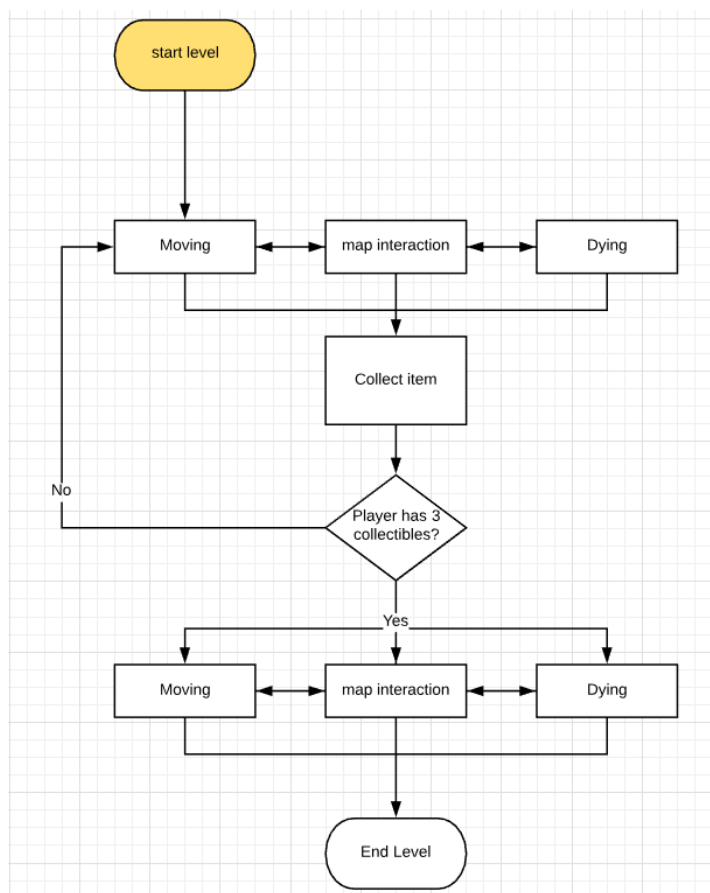 start level
Moving
map interaction
Dying
Collect item
No
Player has 3
collectibles?
Yes
Moving
map interaction
Dying
End Level